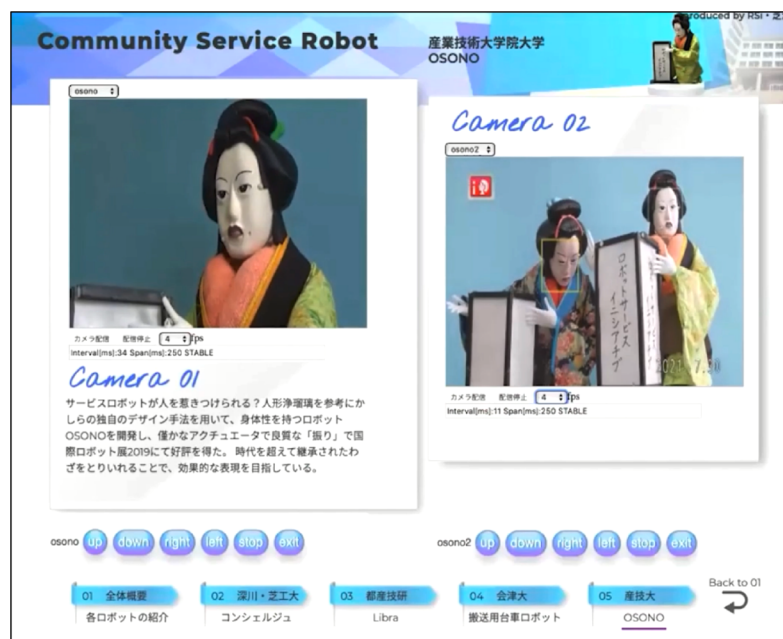 Community Service Robot
産業技術大学院大学
OSONO
produced by RSi・芝
osono
カメラ配信 配信停止 4 fps
Interval[ms]:34 Span[ms]:250 STABLE
Camera 01
サービスロボットが人を惹きつけられる？人形浄瑠璃を参考にか
しらの独自のデザイン手法を用いて、身体性を持つロボット
OSONOを開発し、僅かなアクチュエータで良質な「振り」で国
際ロボット展2019にて好評を得た。 時代を超えて継承されたわ
ざをとりいれることで、効果的な表現を目指している。
Camera 02
osono2
ロボットサービス
イニシアチブ
カメラ配信 配信停止 4 fps
Interval[ms]:11 Span[ms]:250 STABLE
osono up down right left stop exit
osono2 up down right left stop exit
01 全体概要
各ロボットの紹介
02 深川・芝工大
コンシェルジュ
03 都産技研
Libra
04 会津大
搬送用台車ロボット
05 産技大
OSONO
Back to 01